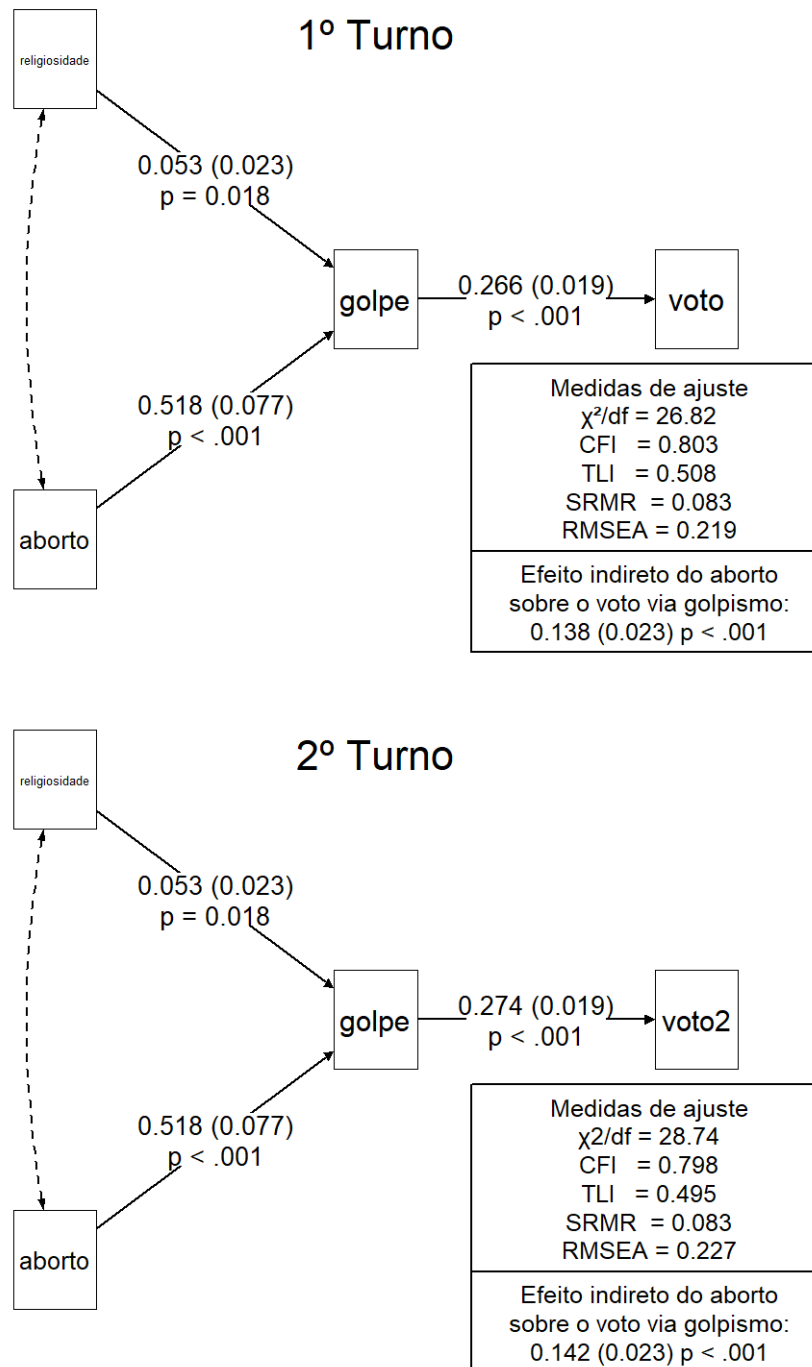 1º Turno
religiosidade
0.053 (0.023)
p = 0.018
golpe
0.266 (0.019)
p < .001
voto
0.518 (0.077)
p < .001
aborto
Medidas de ajuste
χ²/df = 26.82
CFI = 0.803
TLI = 0.508
SRMR = 0.083
RMSEA = 0.219
Efeito indireto do aborto
sobre o voto via golpismo:
0.138 (0.023) p < .001
2º Turno
religiosidade
0.053 (0.023)
p = 0.018
golpe
0.274 (0.019)
p < .001
voto2
0.518 (0.077)
p < .001
aborto
Medidas de ajuste
χ2/df = 28.74
CFI = 0.798
TLI = 0.495
SRMR = 0.083
RMSEA = 0.227
Efeito indireto do aborto
sobre o voto via golpismo:
0.142 (0.023) p < .001